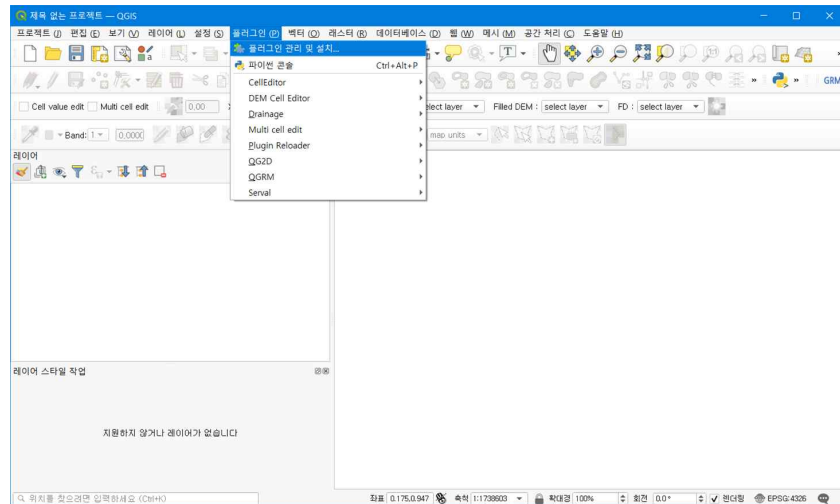 제목 없는 프로젝트 — QGIS
프로젝트 (J) 편집 (E) 보기 (V) 레이어 (L) 설정 (S) 플러그인 (P) 벡터 (O) 래스터 (R) 데이터베이스 (D) 웹 (W) 메시 (M) 공간 처리 (C) 도움말 (H)
플러그인 관리 및 설치...
파이썬 콘솔 Ctrl+Alt+P
CellEditor
DEM Cell Editor
Drainage
Multi cell edit
Plugin Reloader
QG2D
QGRM
Serval
GRM
Cell value edit Multi cell edit 0.00
select layer Filled DEM : select layer FD : select layer
Band: 1 0.0000
map units
레이어
레이어 스타일 작업
지원하지 않거나 레이어가 없습니다
위치를 찾으려면 입력하세요 (Ctrl+K)
좌표 0.175,0.947 축척 1:1738603 확대경 100% 회전 0.0° 렌더링 EPSG:4326